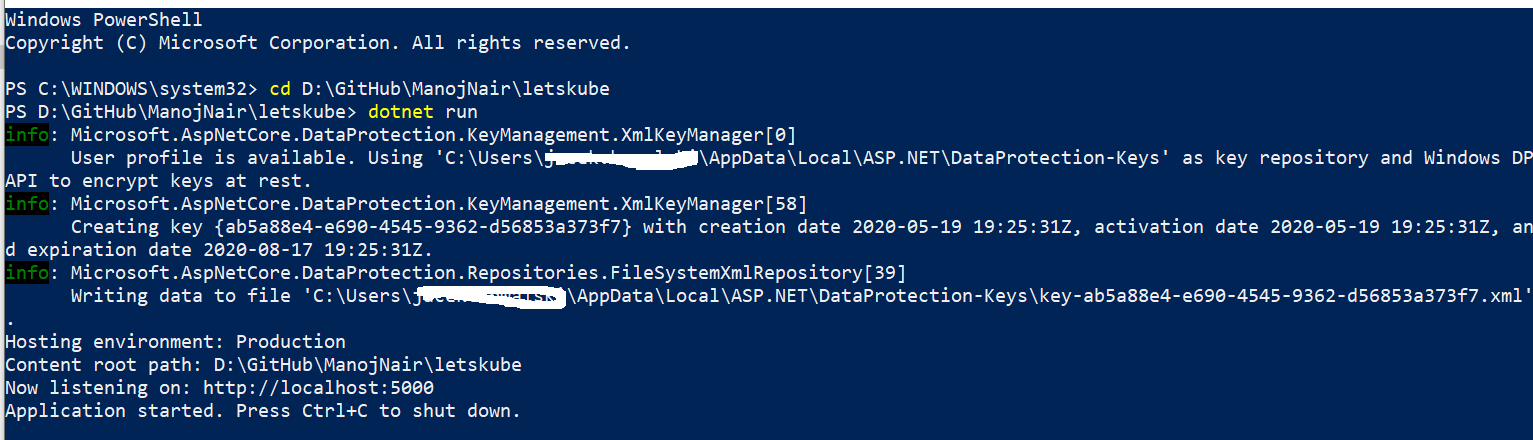 Windows PowerShell
Copyright (C) Microsoft Corporation. All rights reserved.
PS C:\WINDOWS\system32> cd D:\GitHub\ManojNair\letskube
PS D:\GitHub\ManojNair\letskube> dotnet run
info: Microsoft.AspNetCore.DataProtection.KeyManagement.XmlKeyManager[0]
User profile is available. Using 'C:\Users\ \AppData\Local\ASP.NET\DataProtection-Keys' as key repository and Windows DP
API to encrypt keys at rest.
info: Microsoft.AspNetCore.DataProtection.KeyManagement.XmlKeyManager[58]
Creating key {ab5a88e4-e690-4545-9362-d56853a373f7} with creation date 2020-05-19 19:25:31Z, activation date 2020-05-19 19:25:31Z, an
d expiration date 2020-08-17 19:25:31Z.
info: Microsoft.AspNetCore.DataProtection.Repositories.FileSystemXmlRepository[39]
Writing data to file 'C:\Users\ \AppData\Local\ASP.NET\DataProtection-Keys\key-ab5a88e4-e690-4545-9362-d56853a373f7.xml'
.
Hosting environment: Production
Content root path: D:\GitHub\ManojNair\letskube
Now listening on: http://localhost:5000
Application started. Press Ctrl+C to shut down.